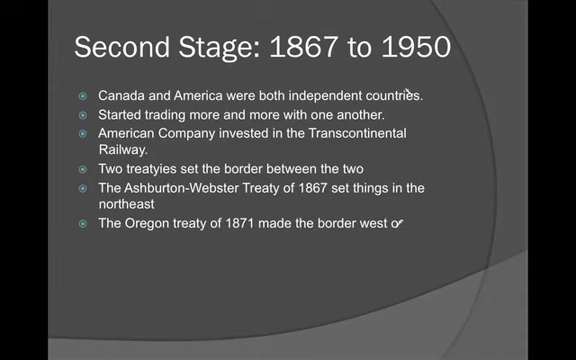 Second Stage: 1867 to 1950
Canada and America were both independent countries.
Started trading more and more with one another.
American Company invested in the Transcontinental
Railway.
Two treatyies set the border between the two
The Ashburton-Webster Treaty of 1867 set things in the
northeast
The Oregon treaty of 1871 made the border west